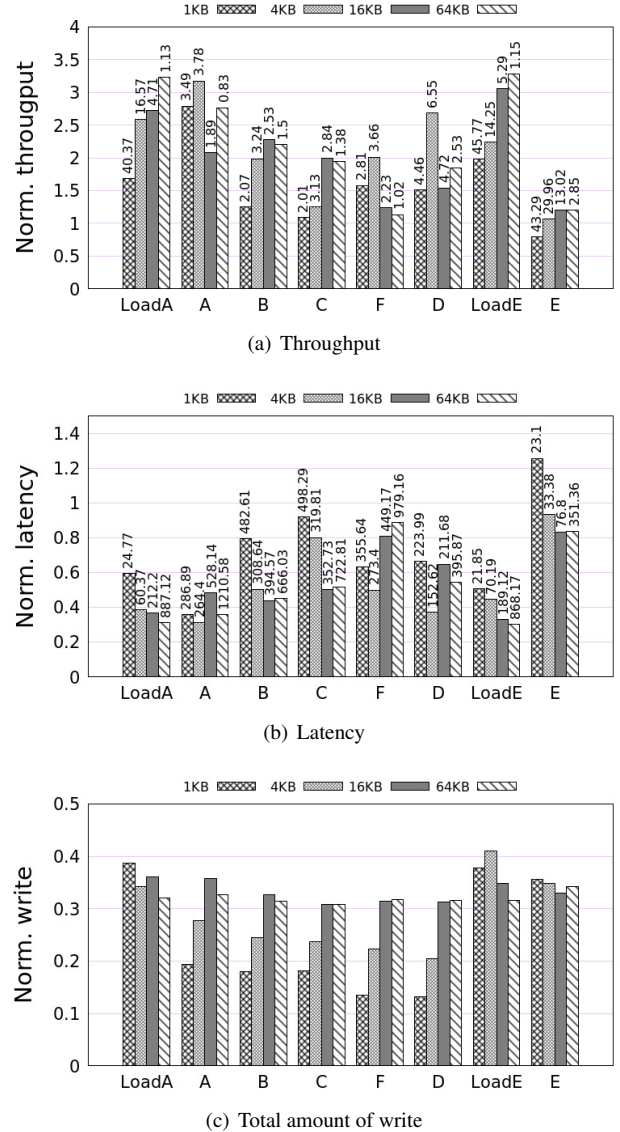 1KB 4KB 16KB 64KB
Norm. througput
4
3.5
3
2.5
2
1.5
1
0.5
0
40.37 16.57 4.71 1.13
3.49 3.78 1.89 0.83
2.07 3.24 2.53 1.5
2.01 3.13 2.84 1.38
2.81 3.66 2.23 1.02
4.46 6.55 4.72 2.53
45.77 14.25 5.29 1.15
43.29 29.96 13.02 2.85
LoadA A B C F D LoadE E
(a) Throughput
1KB 4KB 16KB 64KB
Norm. latency
1.4
1.2
1
0.8
0.6
0.4
0.2
0
24.77 60.37 212.2 887.12
286.89 264.4 528.14 1210.58
482.61 308.64 394.57 666.03
498.29 319.81 352.73 722.81
355.64 273.4 449.17 979.16
223.99 152.62 211.68 395.87
21.85 70.19 189.12 868.17
23.1 33.38 76.8 351.36
LoadA A B C F D LoadE E
(b) Latency
1KB 4KB 16KB 64KB
Norm. write
0.5
0.4
0.3
0.2
0.1
0
LoadA A B C F D LoadE E
(c) Total amount of write